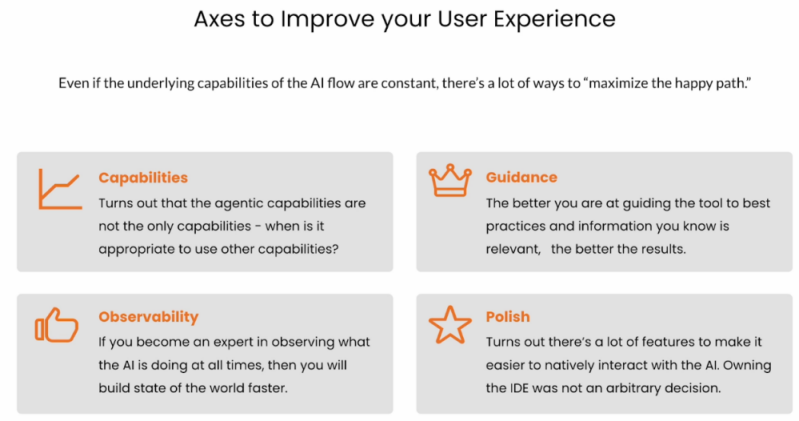 Axes to Improve your User Experience
Even if the underlying capabilities of the AI flow are constant, there's a lot of ways to “maximize the happy path.”
Capabilities
Turns out that the agentic capabilities are
not the only capabilities - when is it
appropriate to use other capabilities?
Guidance
The better you are at guiding the tool to best
practices and information you know is
relevant, the better the results.
Observability
If you become an expert in observing what
the AI is doing at all times, then you will
build state of the world faster.
Polish
Turns out there's a lot of features to make it
easier to natively interact with the AI. Owning
the IDE was not an arbitrary decision.